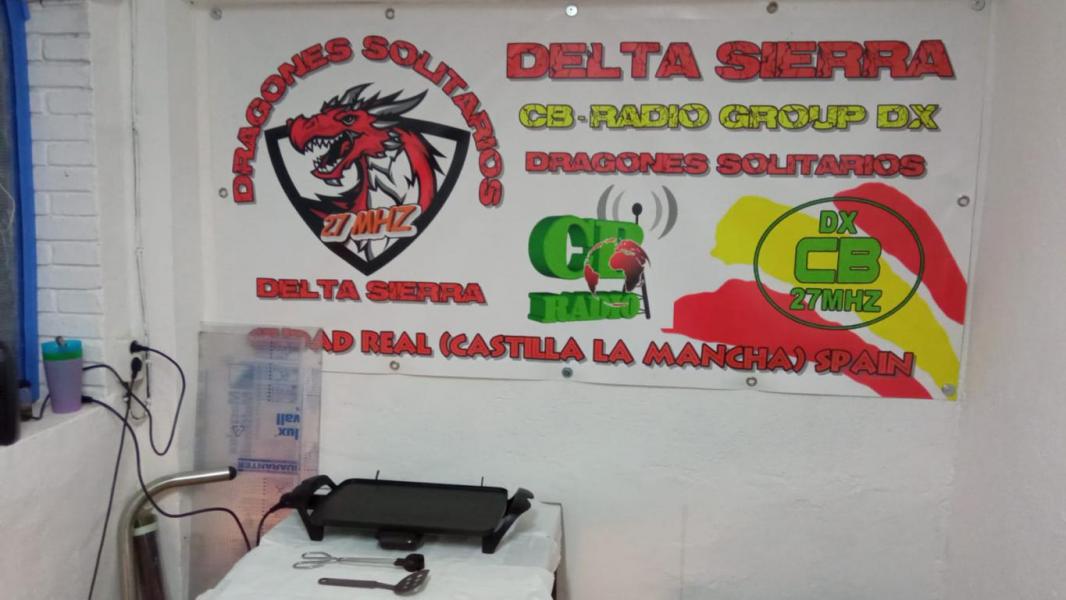 DRAGONES SOLITARIOS
27 MHZ
DELTA SIERRA
DELTA SIERRA
CB-RADIO GROUP DX
DRAGONES SOLITARIOS
CB
RADIO
DX
CB
27MHZ
REAL (CASTILLA LA MANCHA) SPAIN